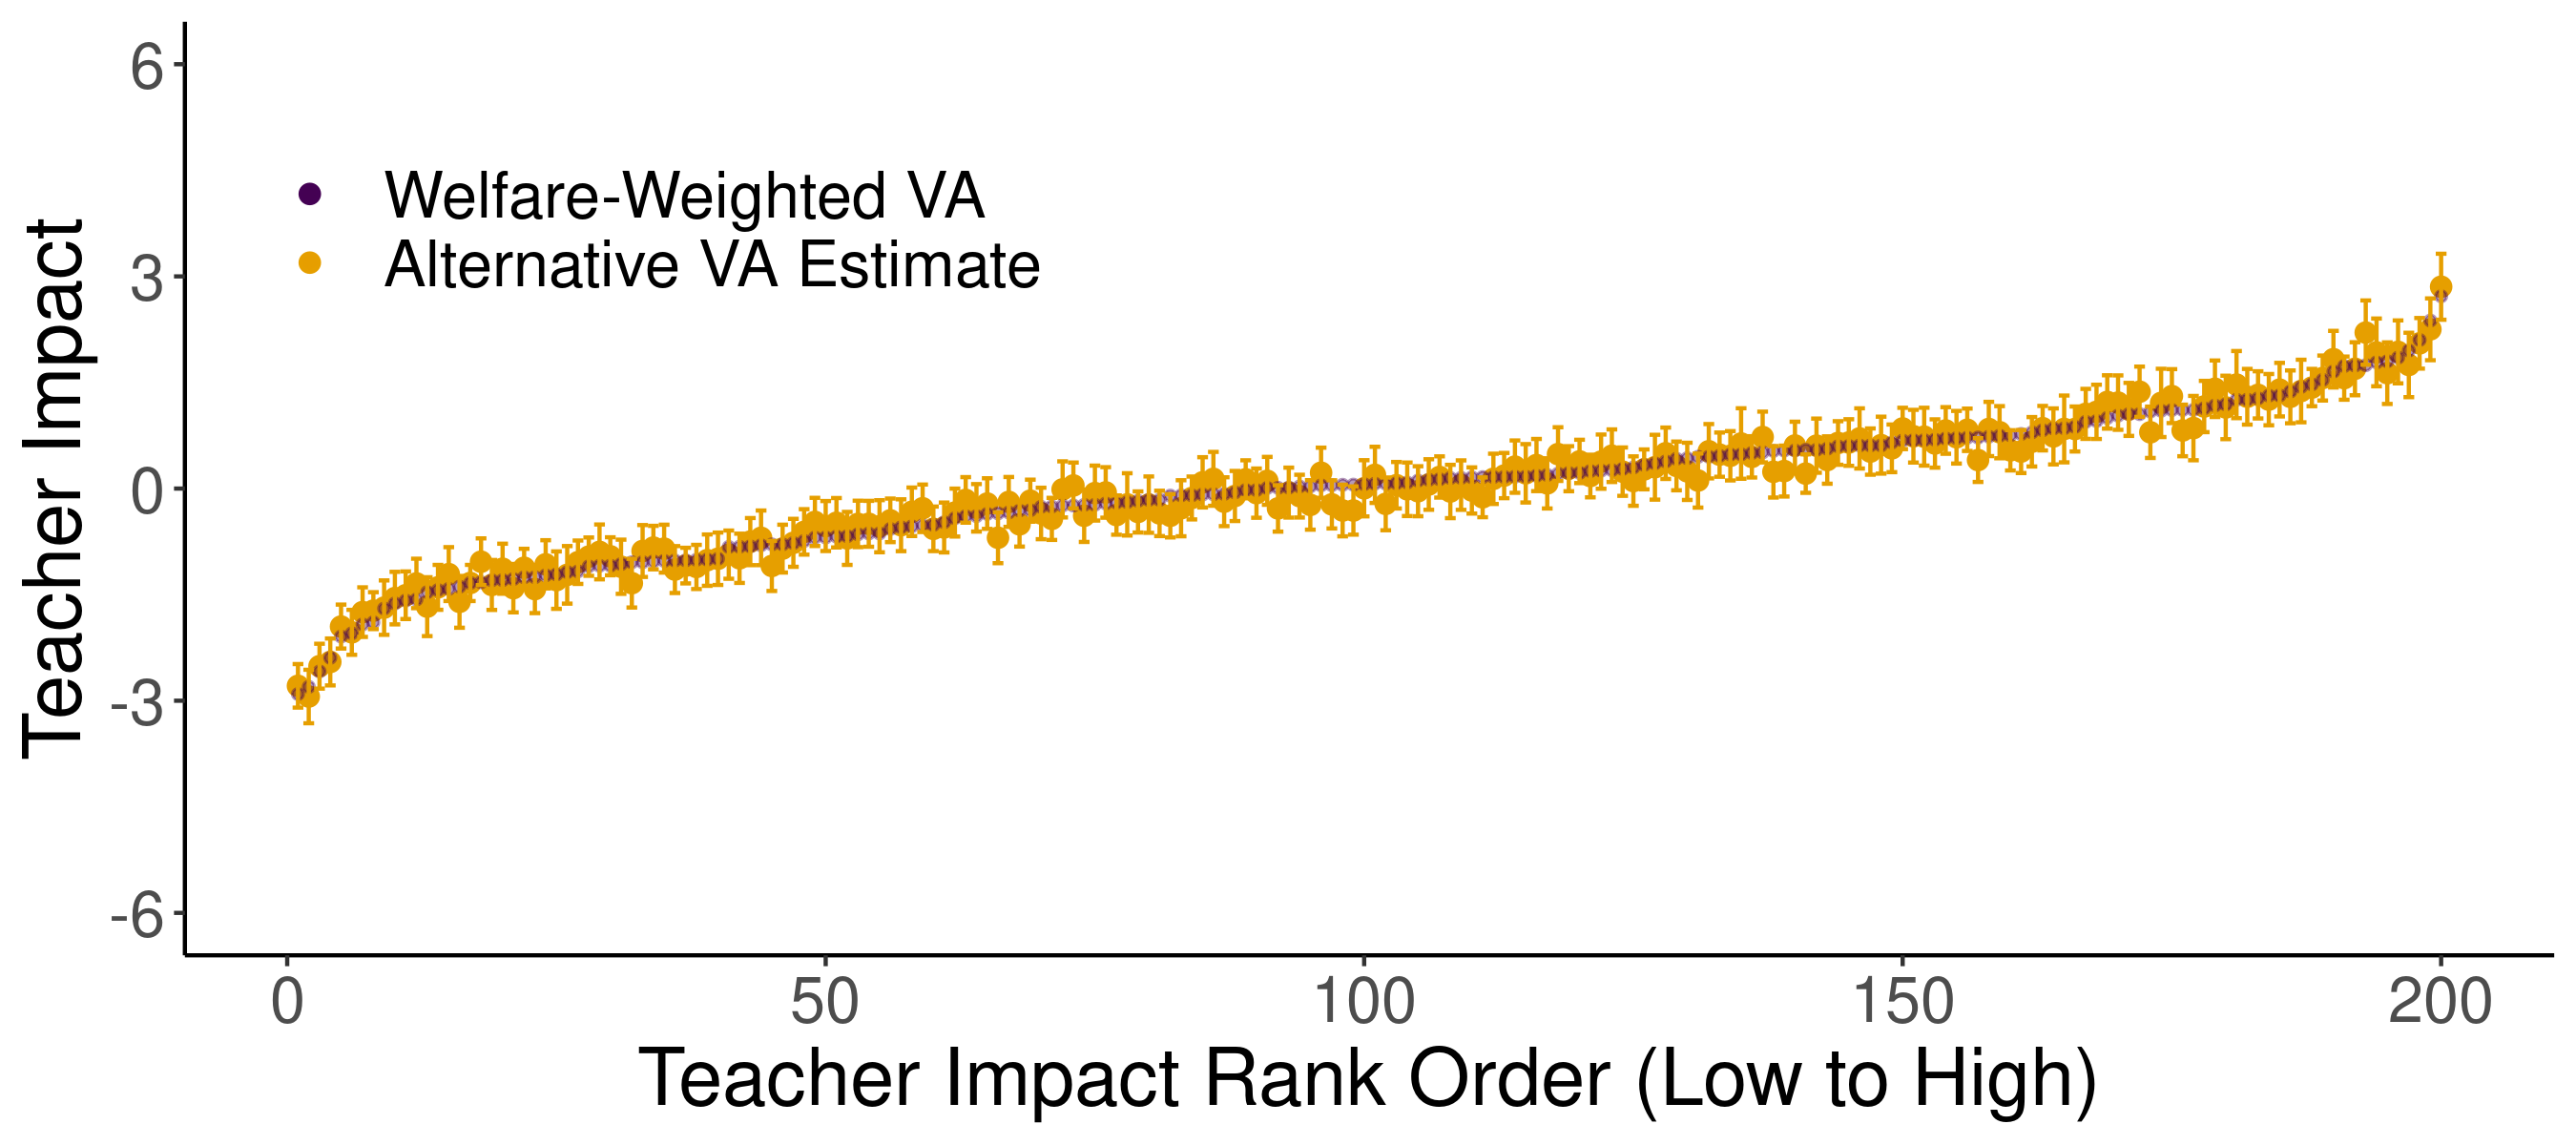 Teacher Impact
6
3
0
-3
-6
Welfare-Weighted VA
Alternative VA Estimate
0 50 100 150 200
Teacher Impact Rank Order (Low to High)